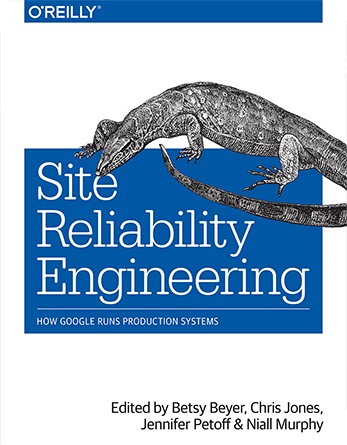 O'REILLY®
Site
Reliability
Engineering
HOW GOOGLE RUNS PRODUCTION SYSTEMS
Edited by Betsy Beyer, Chris Jones,
Jennifer Petoff & Niall Murphy